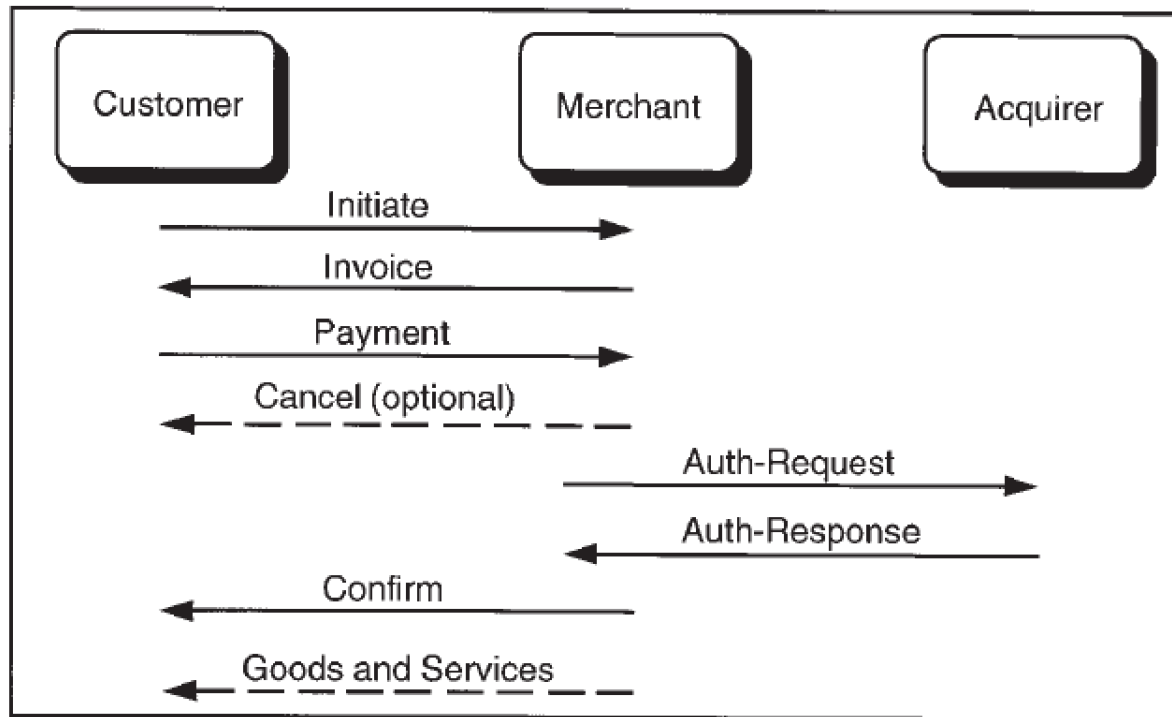 Customer
Merchant
Acquirer
Initiate
Invoice
Payment
Cancel (optional)
Auth-Request
Auth-Response
Confirm
Goods and Services